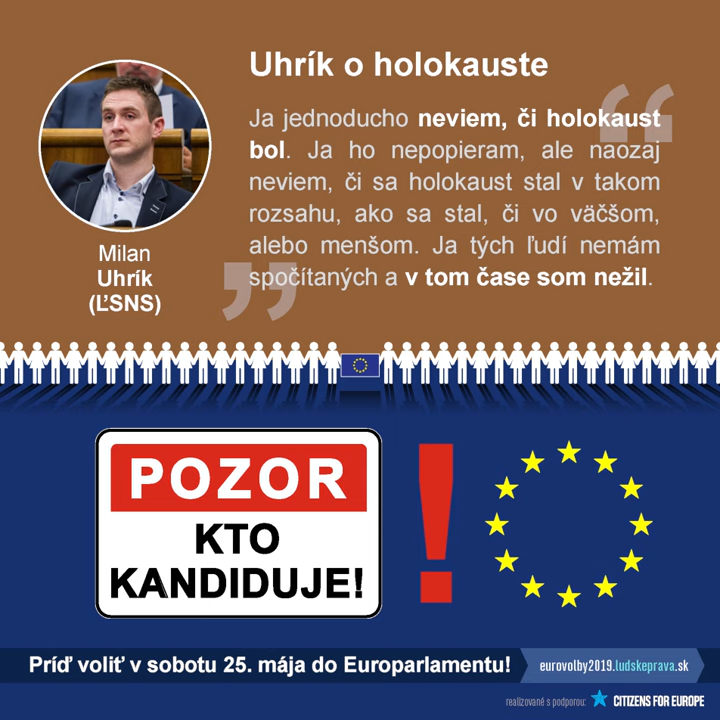 Uhrík o holokauste
Ja jednoducho neviem, či holokaust
bol. Ja ho nepopieram, ale naozaj
neviem, či sa holokaust stal v takom
rozsahu, ako sa stal, či vo väčšom,
alebo menšom. Ja tých ľudí nemám
spočítaných a v tom čase som nežil.
Milan
Uhrík
(ĽSNS)
POZOR
KTO
KANDIDUJE!
!
Príď voliť v sobotu 25. mája do Europarlamentu!
eurovolby2019.ludskeprava.sk
realizované s podporou: CITIZENS FOR EUROPE